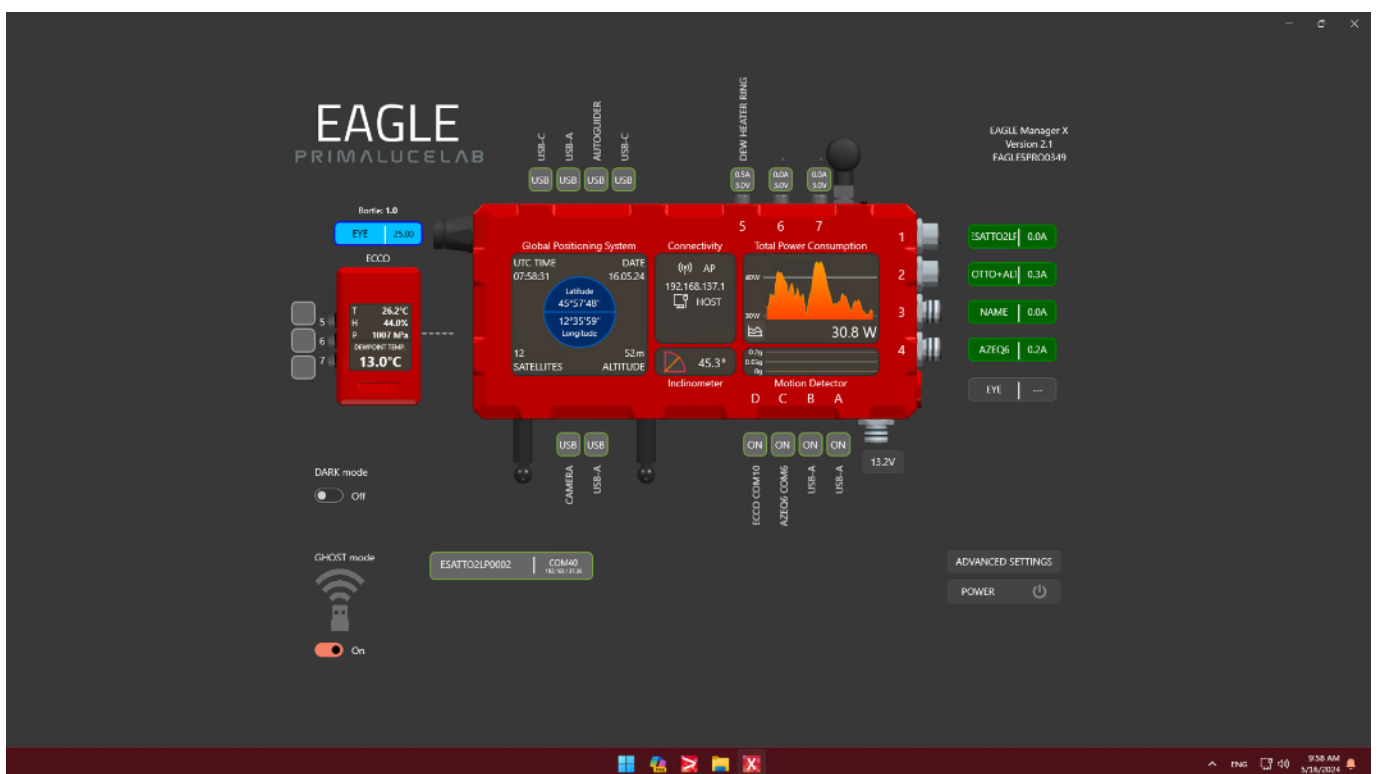 EAGLE
PRIMALUCELAB
USB-C
USB-A
AUTOGUIDER
USB-C
USB
USB
USB
USB
DEW HEATER RING
0.5A
3.0V
0.0A
3.0V
0.0A
3.0V
EAGLE Manager X
Version 2.1
EAGLE5PRO0349
Bortle: 1.0
EYE 25.00
ECCO
T 26.2°C
H 44.0%
P 1007 hPa
DEWPOINT TEMP.
13.0°C
5
6
7
5 6 7
Global Positioning System
UTC TIME DATE
07:58:31 16.05.24
Latitude
45°57'48"
12°35'59"
Longitude
12 52m
SATELLITES ALTITUDE
Connectivity
AP
192.168.137.1
HOST
45.3°
Inclinometer
Total Power Consumption
40W
30W
30.8 W
0.2g
0.05g
0g
Motion Detector
D C B A
1
2
3
4
ESATTO2LP 0.0A
OTTO+ALT 0.3A
NAME 0.0A
AZEQ6 0.2A
EYE ---
USB
USB
CAMERA
USB-A
ON ON ON ON
ECCO COM10
AZEQ6 COM6
USB-A
USB-A
13.2V
DARK mode
Off
GHOST mode
On
ESATTO2LP0002 COM40
ADVANCED SETTINGS
POWER
9:58 AM
5/16/2024